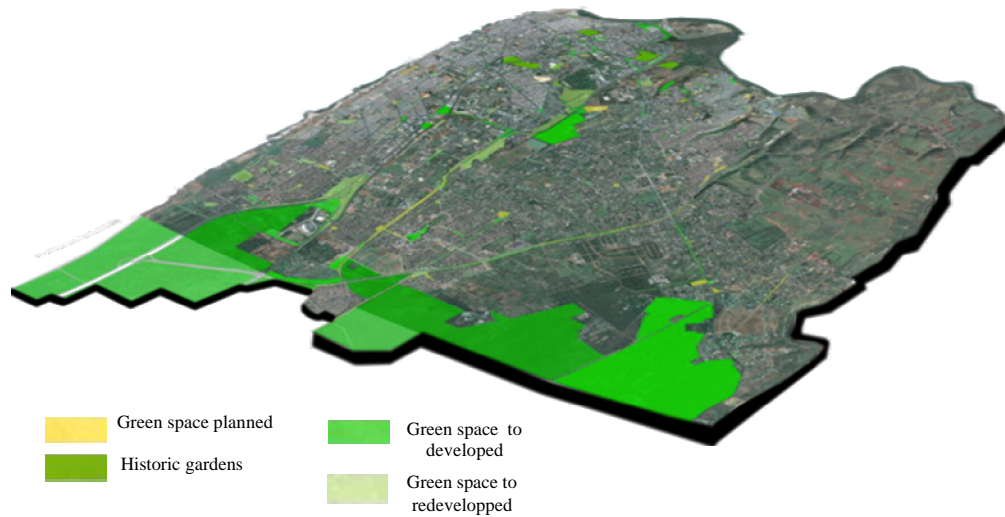 Green space planned
Historic gardens
Green space to
developed
Green space to
redevelopped